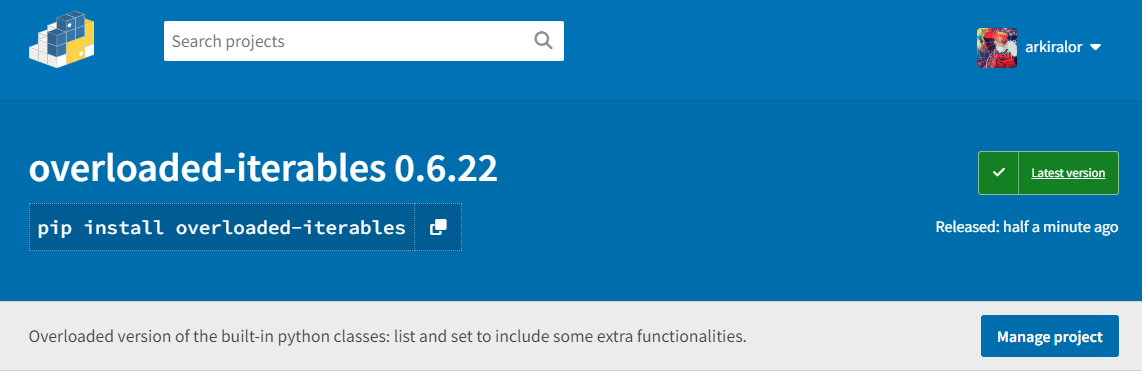 Search projects
arkiralor
overloaded-iterables 0.6.22
Latest version
pip install overloaded-iterables
Released: half a minute ago
Overloaded version of the built-in python classes: list and set to include some extra functionalities.
Manage project